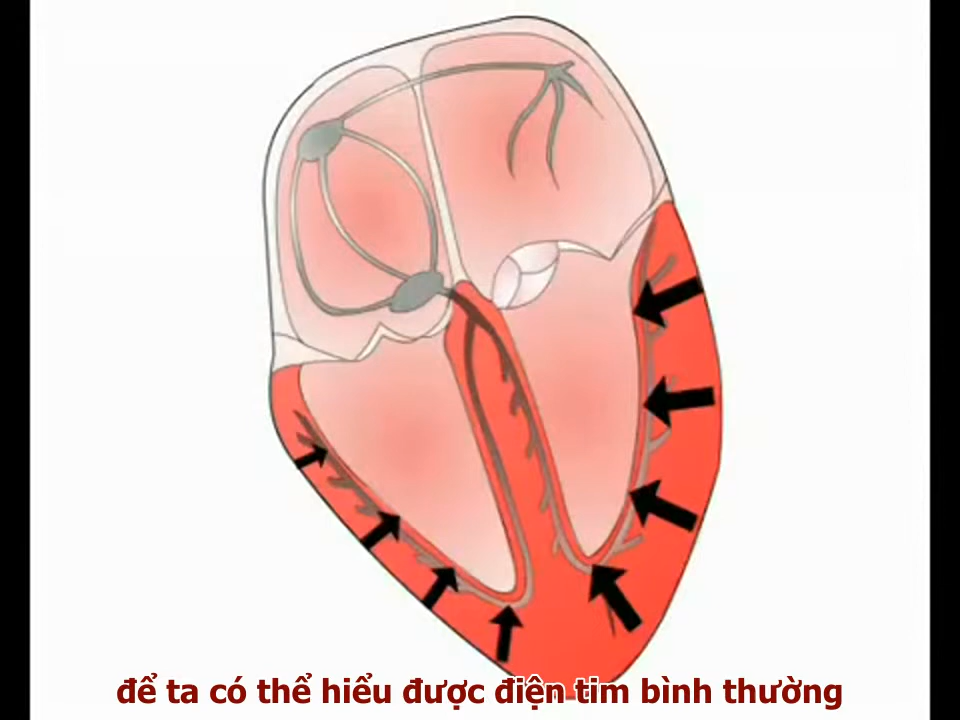 để ta có thể hiểu được điện tim bình thường